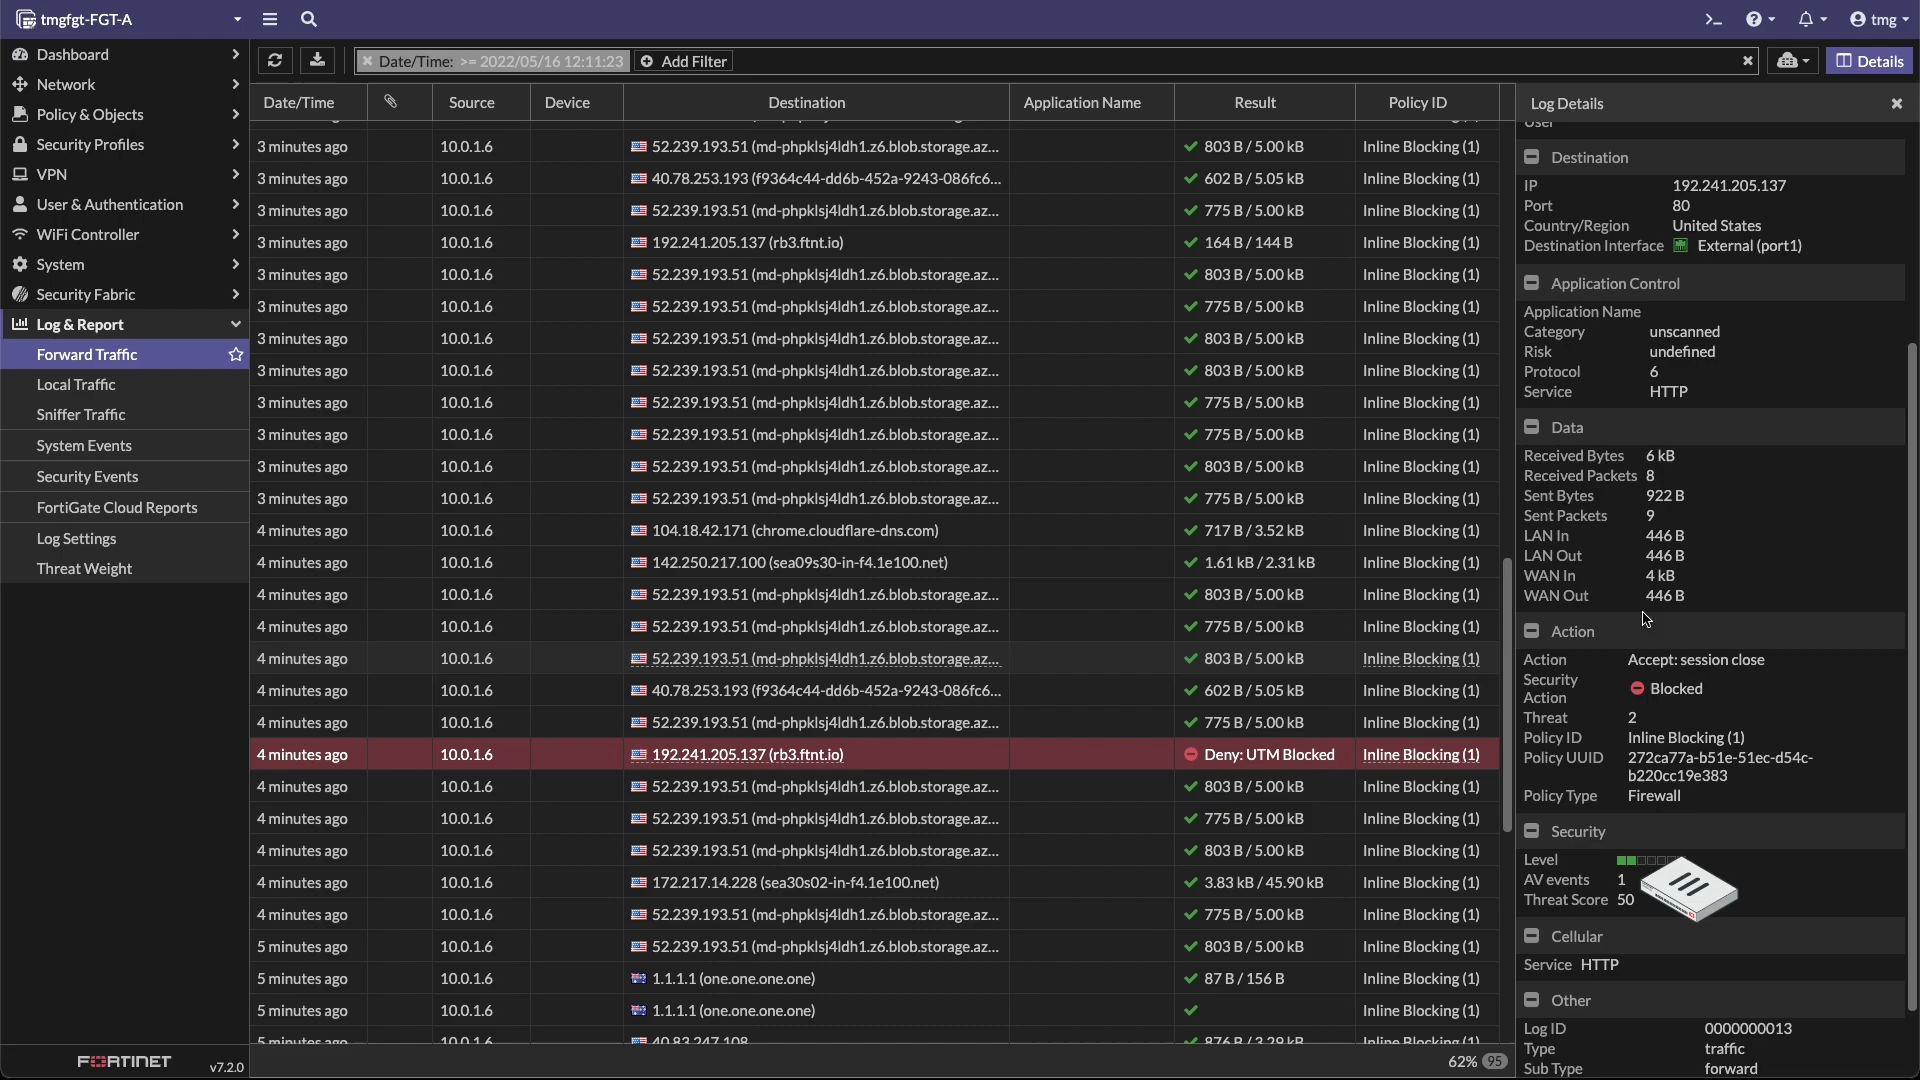 tmgfgt-FGT-A
tmg
Dashboard
Network
Policy & Objects
Security Profiles
VPN
User & Authentication
WiFi Controller
System
Security Fabric
Log & Report
Forward Traffic
Local Traffic
Sniffer Traffic
System Events
Security Events
FortiGate Cloud Reports
Log Settings
Threat Weight
FORTINET v7.2.0
Date/Time: >= 2022/05/16 12:11:23 Add Filter
Details
Date/Time Source Device Destination Application Name Result Policy ID
3 minutes ago 10.0.1.6 52.239.193.51 (md-phpklsj4ldh1.z6.blob.storage.az... 803 B / 5.00 kB Inline Blocking (1)
3 minutes ago 10.0.1.6 40.78.253.193 (f9364c44-dd6b-452a-9243-086fc6... 602 B / 5.05 kB Inline Blocking (1)
3 minutes ago 10.0.1.6 52.239.193.51 (md-phpklsj4ldh1.z6.blob.storage.az... 775 B / 5.00 kB Inline Blocking (1)
3 minutes ago 10.0.1.6 192.241.205.137 (rb3.ftnt.io) 164 B / 144 B Inline Blocking (1)
3 minutes ago 10.0.1.6 52.239.193.51 (md-phpklsj4ldh1.z6.blob.storage.az... 803 B / 5.00 kB Inline Blocking (1)
3 minutes ago 10.0.1.6 52.239.193.51 (md-phpklsj4ldh1.z6.blob.storage.az... 775 B / 5.00 kB Inline Blocking (1)
3 minutes ago 10.0.1.6 52.239.193.51 (md-phpklsj4ldh1.z6.blob.storage.az... 803 B / 5.00 kB Inline Blocking (1)
3 minutes ago 10.0.1.6 52.239.193.51 (md-phpklsj4ldh1.z6.blob.storage.az... 803 B / 5.00 kB Inline Blocking (1)
3 minutes ago 10.0.1.6 52.239.193.51 (md-phpklsj4ldh1.z6.blob.storage.az... 775 B / 5.00 kB Inline Blocking (1)
3 minutes ago 10.0.1.6 52.239.193.51 (md-phpklsj4ldh1.z6.blob.storage.az... 775 B / 5.00 kB Inline Blocking (1)
3 minutes ago 10.0.1.6 52.239.193.51 (md-phpklsj4ldh1.z6.blob.storage.az... 803 B / 5.00 kB Inline Blocking (1)
3 minutes ago 10.0.1.6 52.239.193.51 (md-phpklsj4ldh1.z6.blob.storage.az... 775 B / 5.00 kB Inline Blocking (1)
4 minutes ago 10.0.1.6 104.18.42.171 (chrome.cloudflare-dns.com) 717 B / 3.52 kB Inline Blocking (1)
4 minutes ago 10.0.1.6 142.250.217.100 (sea09s30-in-f4.1e100.net) 1.61 kB / 2.31 kB Inline Blocking (1)
4 minutes ago 10.0.1.6 52.239.193.51 (md-phpklsj4ldh1.z6.blob.storage.az... 803 B / 5.00 kB Inline Blocking (1)
4 minutes ago 10.0.1.6 52.239.193.51 (md-phpklsj4ldh1.z6.blob.storage.az... 775 B / 5.00 kB Inline Blocking (1)
4 minutes ago 10.0.1.6 52.239.193.51 (md-phpklsj4ldh1.z6.blob.storage.az... 803 B / 5.00 kB Inline Blocking (1)
4 minutes ago 10.0.1.6 40.78.253.193 (f9364c44-dd6b-452a-9243-086fc6... 602 B / 5.05 kB Inline Blocking (1)
4 minutes ago 10.0.1.6 52.239.193.51 (md-phpklsj4ldh1.z6.blob.storage.az... 775 B / 5.00 kB Inline Blocking (1)
4 minutes ago 10.0.1.6 192.241.205.137 (rb3.ftnt.io) Deny: UTM Blocked Inline Blocking (1)
4 minutes ago 10.0.1.6 52.239.193.51 (md-phpklsj4ldh1.z6.blob.storage.az... 803 B / 5.00 kB Inline Blocking (1)
4 minutes ago 10.0.1.6 52.239.193.51 (md-phpklsj4ldh1.z6.blob.storage.az... 775 B / 5.00 kB Inline Blocking (1)
4 minutes ago 10.0.1.6 52.239.193.51 (md-phpklsj4ldh1.z6.blob.storage.az... 803 B / 5.00 kB Inline Blocking (1)
4 minutes ago 10.0.1.6 172.217.14.228 (sea30s02-in-f4.1e100.net) 3.83 kB / 45.90 kB Inline Blocking (1)
4 minutes ago 10.0.1.6 52.239.193.51 (md-phpklsj4ldh1.z6.blob.storage.az... 775 B / 5.00 kB Inline Blocking (1)
5 minutes ago 10.0.1.6 52.239.193.51 (md-phpklsj4ldh1.z6.blob.storage.az... 803 B / 5.00 kB Inline Blocking (1)
5 minutes ago 10.0.1.6 1.1.1.1 (one.one.one.one) 87 B / 156 B Inline Blocking (1)
5 minutes ago 10.0.1.6 1.1.1.1 (one.one.one.one) Inline Blocking (1)
5 minutes ago 10.0.1.6 40.83.247.108 876 B / 3.29 kB Inline Blocking (1)
62% 95
Log Details
User
Destination
IP 192.241.205.137
Port 80
Country/Region United States
Destination Interface External (port1)
Application Control
Application Name
Category unscanned
Risk undefined
Protocol 6
Service HTTP
Data
Received Bytes 6 kB
Received Packets 8
Sent Bytes 922 B
Sent Packets 9
LAN In 446 B
LAN Out 446 B
WAN In 4 kB
WAN Out 446 B
Action
Action Accept: session close
Security Action Blocked
Threat 2
Policy ID Inline Blocking (1)
Policy UUID 272ca77a-b51e-51ec-d54c-
b220cc19e383
Policy Type Firewall
Security
Level
AV events 1
Threat Score 50
Cellular
Service HTTP
Other
Log ID 0000000013
Type traffic
Sub Type forward